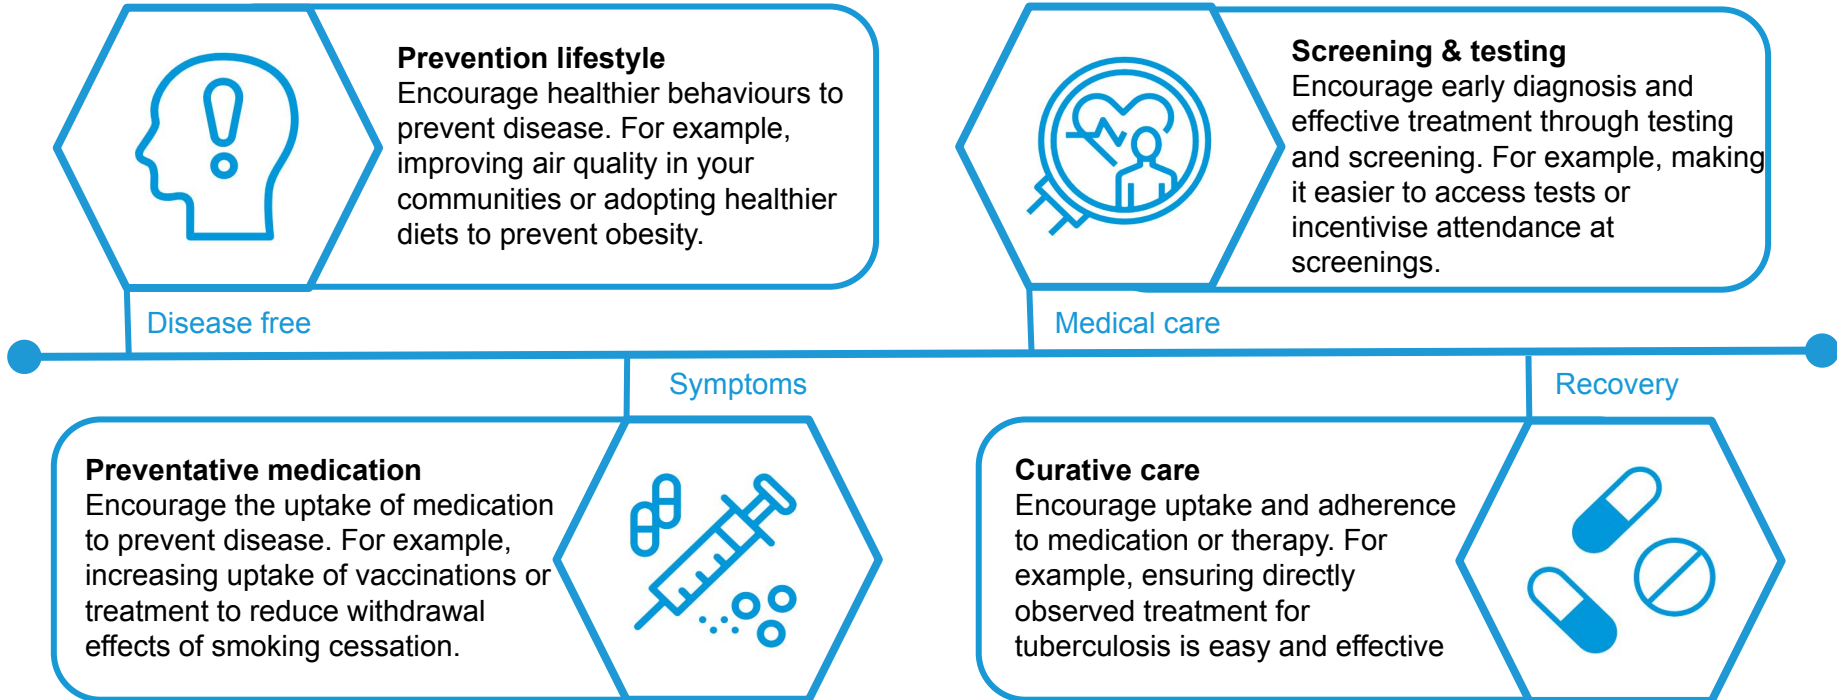 Prevention lifestyle
Encourage healthier behaviours to
prevent disease. For example,
improving air quality in your
communities or adopting healthier
diets to prevent obesity.
Disease free
Screening & testing
Encourage early diagnosis and
effective treatment through testing
and screening. For example, making
it easier to access tests or
incentivise attendance at
screenings.
Medical care
Symptoms
Preventative medication
Encourage the uptake of medication
to prevent disease. For example,
increasing uptake of vaccinations or
treatment to reduce withdrawal
effects of smoking cessation.
Recovery
Curative care
Encourage uptake and adherence
to medication or therapy. For
example, ensuring directly
observed treatment for
tuberculosis is easy and effective